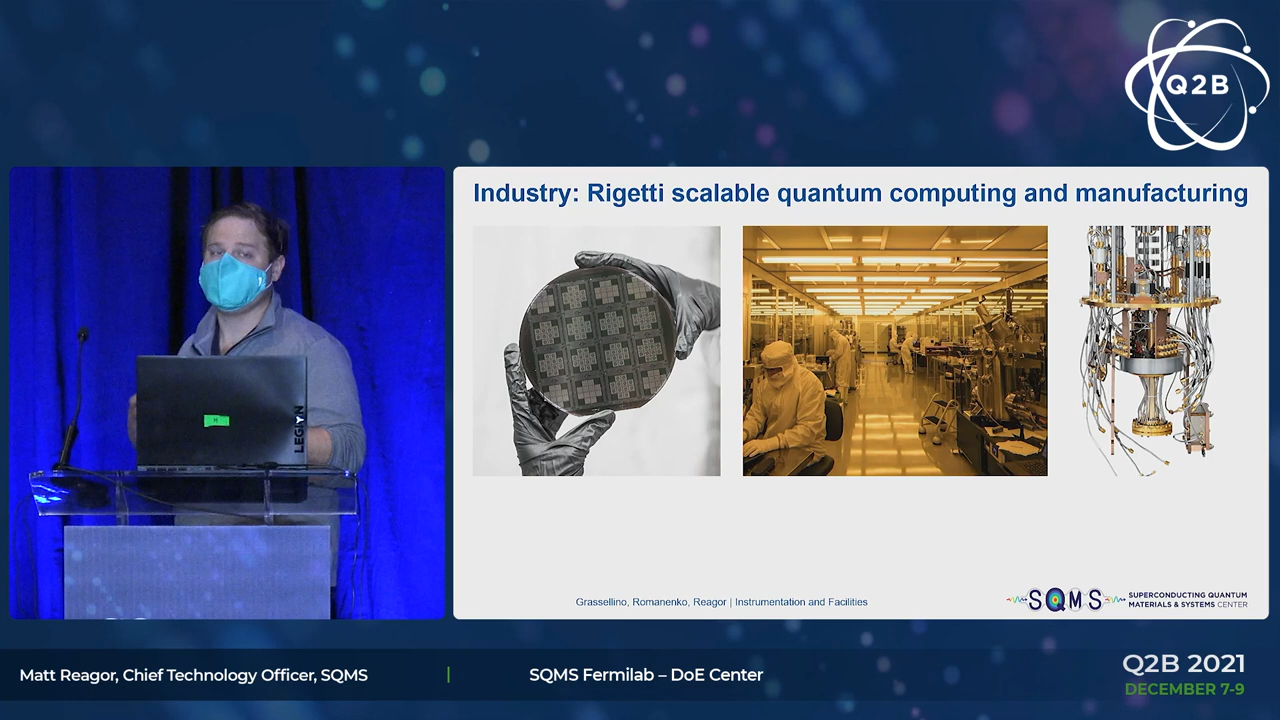 Q2B
Industry: Rigetti scalable quantum computing and manufacturing
LEGION
Grassellino, Romanenko, Reagor | Instrumentation and Facilities
SQMS
SUPERCONDUCTING QUANTUM
MATERIALS & SYSTEMS CENTER
Matt Reagor, Chief Technology Officer, SQMS
SQMS Fermilab – DoE Center
Q2B 2021
DECEMBER 7-9